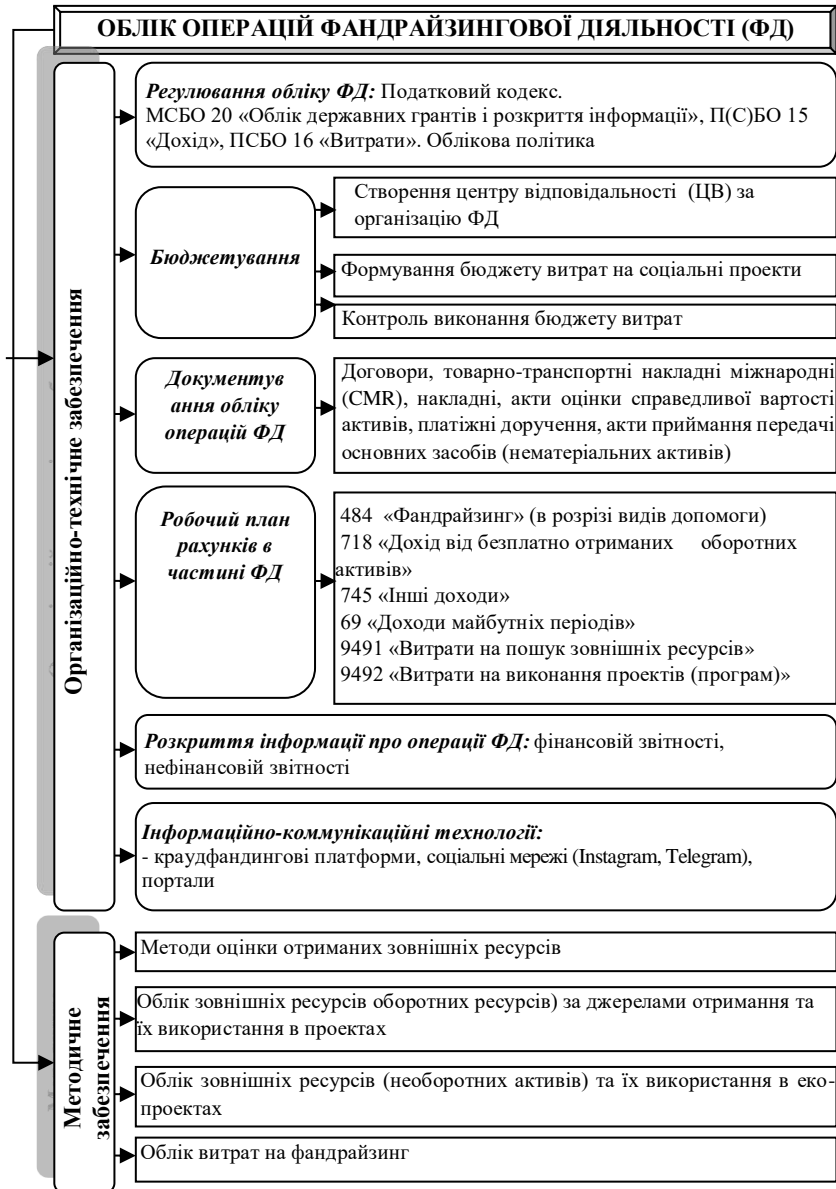 ОБЛІК ОПЕРАЦІЙ ФАНДРАЙЗИНГОВОЇ ДІЯЛЬНОСТІ (ФД)
Організаційно-технічне забезпечення
Регулювання обліку ФД: Податковий кодекс.
МСБО 20 «Облік державних грантів і розкриття інформації», П(С)БО 15
«Дохід», ПСБО 16 «Витрати». Облікова політика
Бюджетування
Створення центру відповідальності (ЦВ) за
організацію ФД
Формування бюджету витрат на соціальні проекти
Контроль виконання бюджету витрат
Документув
ання обліку
операцій ФД
Договори, товарно-транспортні накладні міжнародні
(CMR), накладні, акти оцінки справедливої вартості
активів, платіжні доручення, акти приймання передачі
основних засобів (нематеріальних активів)
Робочий план
рахунків в
частині ФД
484 «Фандрайзинг» (в розрізі видів допомоги)
718 «Дохід від безплатно отриманих оборотних
активів»
745 «Інші доходи»
69 «Доходи майбутніх періодів»
9491 «Витрати на пошук зовнішніх ресурсів»
9492 «Витрати на виконання проектів (програм)»
Розкриття інформації про операції ФД: фінансовій звітності,
нефінансовій звітності
Інформаційно-коммунікаційні технології:
- краудфандингові платформи, соціальні мережі (Instagram, Telegram),
портали
Методичне
забезпечення
Методи оцінки отриманих зовнішніх ресурсів
Облік зовнішніх ресурсів оборотних ресурсів) за джерелами отримання та
їх використання в проектах
Облік зовнішніх ресурсів (необоротних активів) та їх використання в еко-
проектах
Облік витрат на фандрайзинг